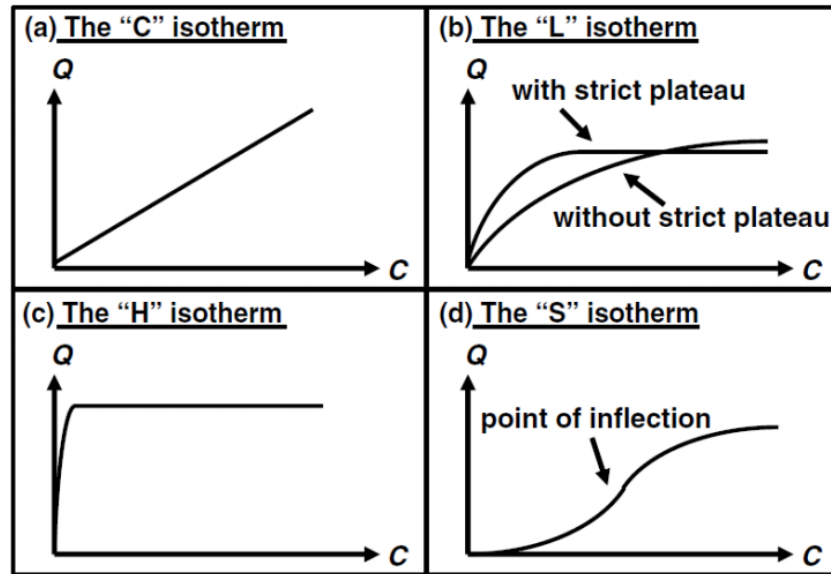 (a) The “C” isotherm
Q
C
(b) The “L” isotherm
Q
with strict plateau
without strict plateau
C
(c) The “H” isotherm
Q
C
(d) The “S” isotherm
Q
point of inflection
C